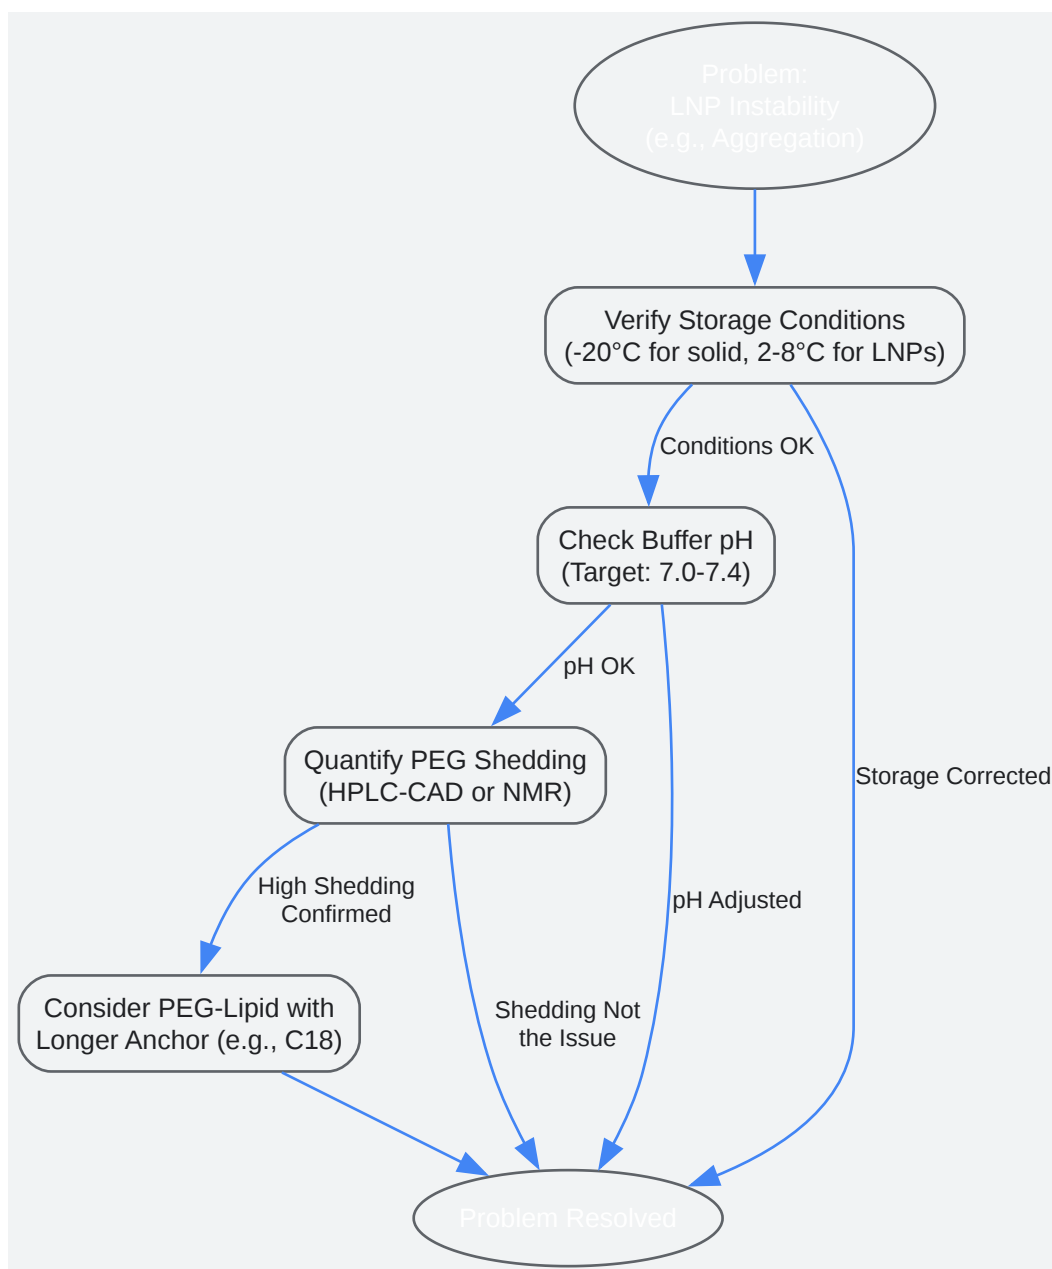 Problem:
LNP Instability
(e.g., Aggregation)
Verify Storage Conditions
(-20°C for solid, 2-8°C for LNPs)
Conditions OK
Check Buffer pH
(Target: 7.0-7.4)
pH OK
Quantify PEG Shedding
(HPLC-CAD or NMR)
Storage Corrected
High Shedding
Confirmed
pH Adjusted
Consider PEG-Lipid with
Longer Anchor (e.g., C18)
Shedding Not
the Issue
Problem Resolved